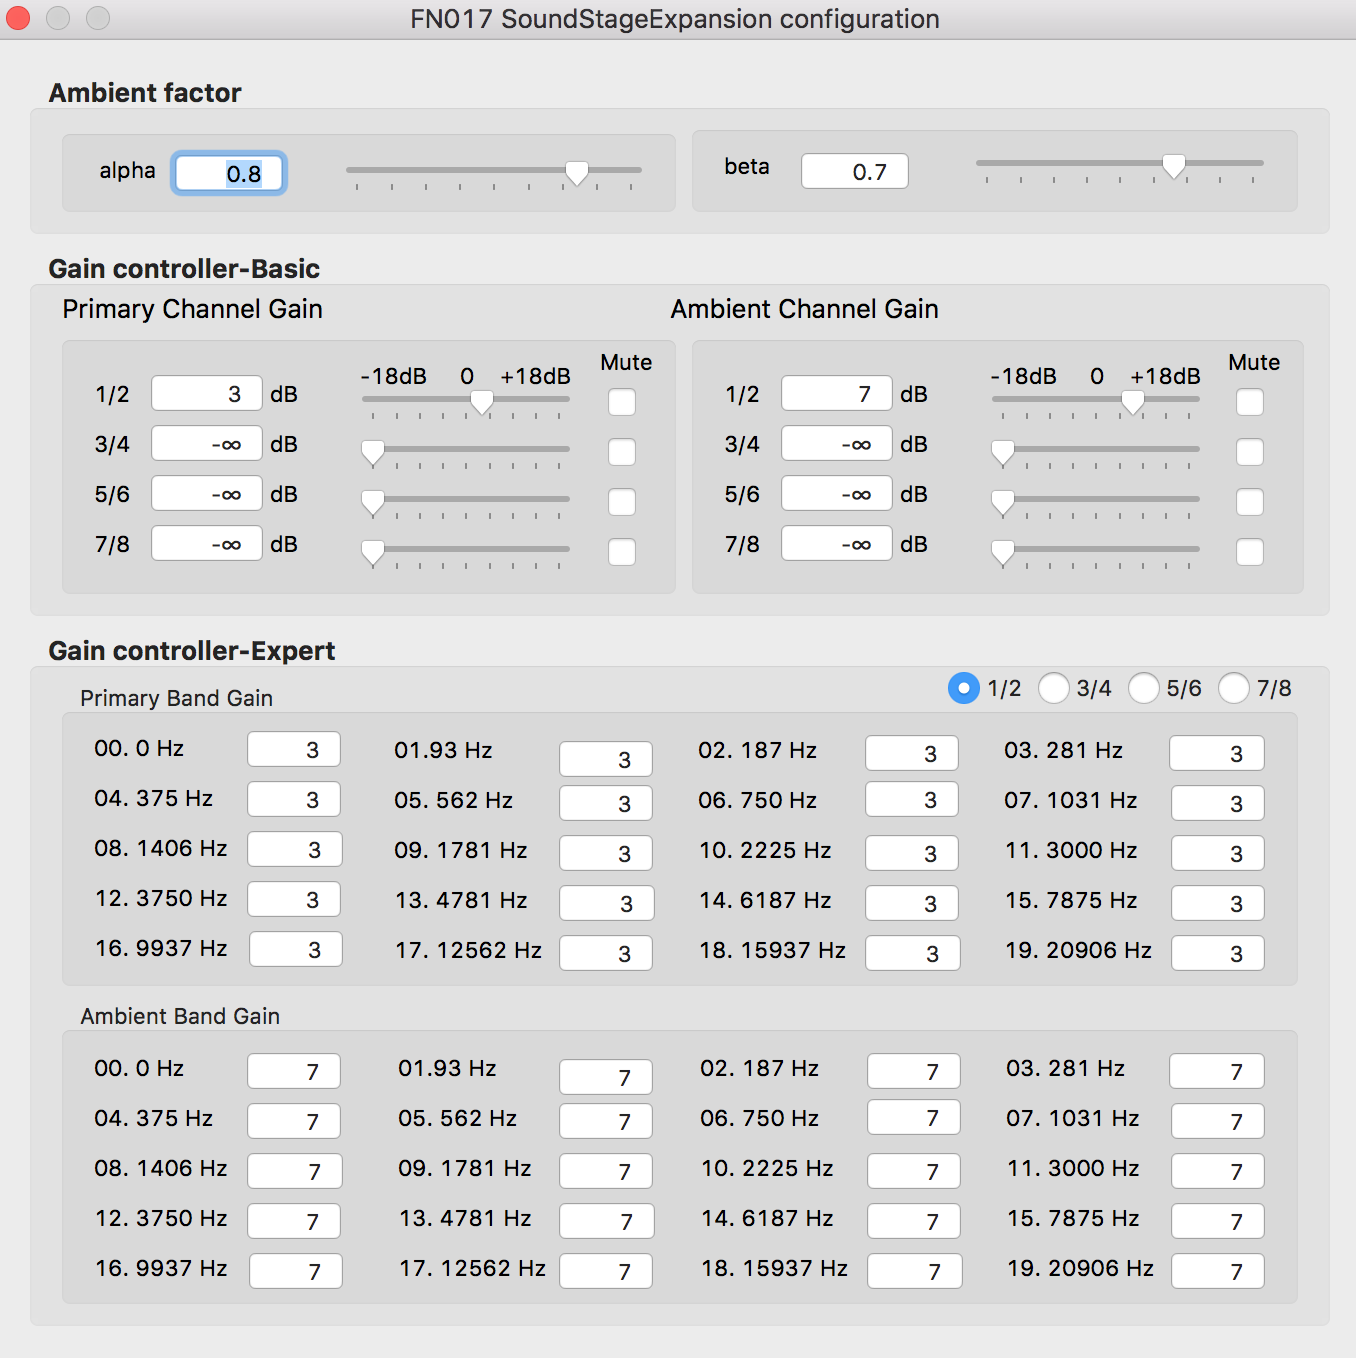 FN017 SoundStageExpansion configuration
Ambient factor
alpha 0.8 beta 0.7
Gain controller-Basic
Primary Channel Gain Ambient Channel Gain
-18dB 0 +18dB Mute -18dB 0 +18dB Mute
1/2 3 dB 1/2 7 dB
3/4 -∞ dB 3/4 -∞ dB
5/6 -∞ dB 5/6 -∞ dB
7/8 -∞ dB 7/8 -∞ dB
Gain controller-Expert
Primary Band Gain 1/2 3/4 5/6 7/8
00. 0 Hz 3 01.93 Hz 3 02. 187 Hz 3 03. 281 Hz 3
04. 375 Hz 3 05. 562 Hz 3 06. 750 Hz 3 07. 1031 Hz 3
08. 1406 Hz 3 09. 1781 Hz 3 10. 2225 Hz 3 11. 3000 Hz 3
12. 3750 Hz 3 13. 4781 Hz 3 14. 6187 Hz 3 15. 7875 Hz 3
16. 9937 Hz 3 17. 12562 Hz 3 18. 15937 Hz 3 19. 20906 Hz 3
Ambient Band Gain
00. 0 Hz 7 01.93 Hz 7 02. 187 Hz 7 03. 281 Hz 7
04. 375 Hz 7 05. 562 Hz 7 06. 750 Hz 7 07. 1031 Hz 7
08. 1406 Hz 7 09. 1781 Hz 7 10. 2225 Hz 7 11. 3000 Hz 7
12. 3750 Hz 7 13. 4781 Hz 7 14. 6187 Hz 7 15. 7875 Hz 7
16. 9937 Hz 7 17. 12562 Hz 7 18. 15937 Hz 7 19. 20906 Hz 7